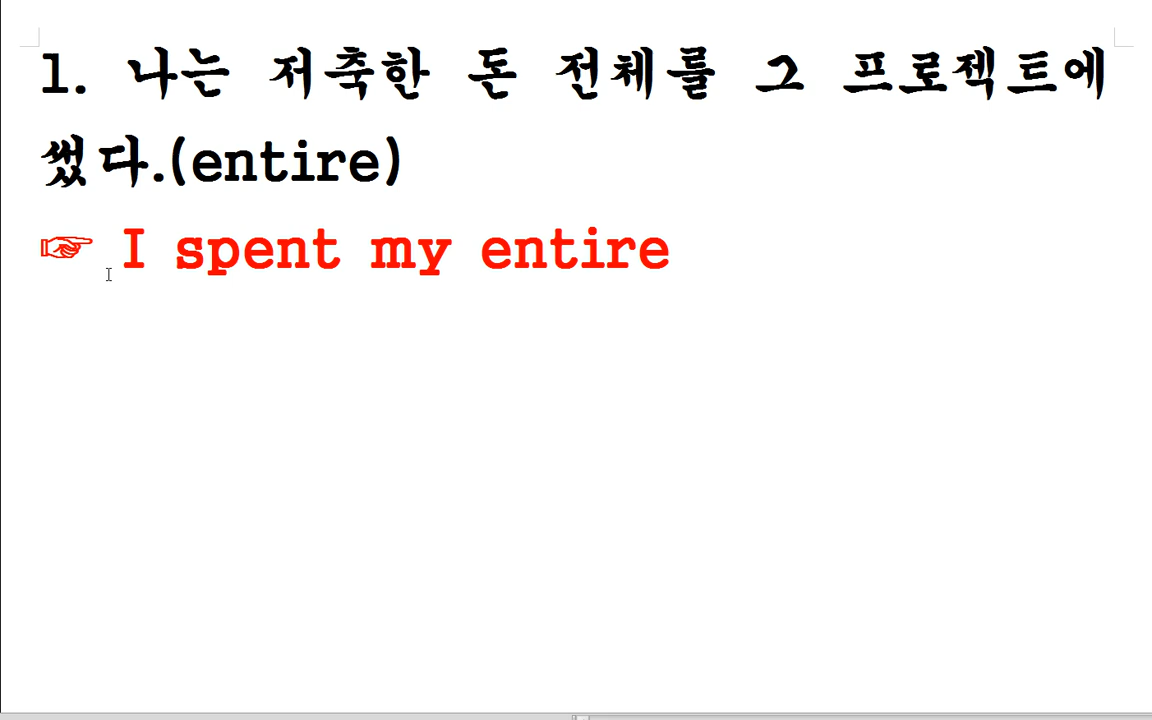 1. 나는 저축한 돈 전체를 그 프로젝트에
썼다.(entire)
☞ I spent my entire